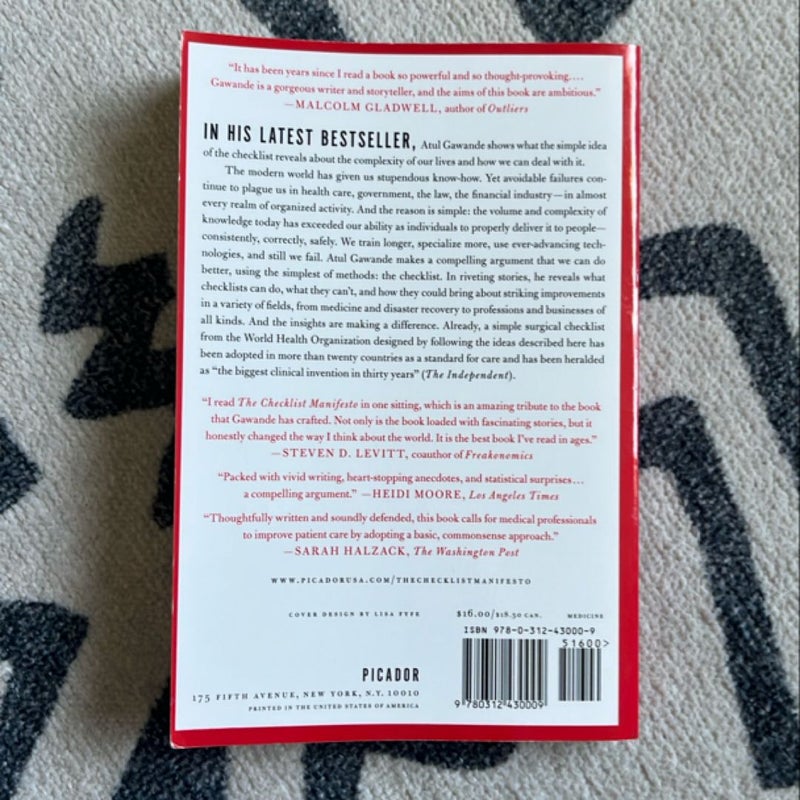 “It has been years since I read a book so powerful and so thought-provoking....
Gawande is a gorgeous writer and storyteller, and the aims of this book are ambitious.”
—MALCOLM GLADWELL, author of Outliers
IN HIS LATEST BESTSELLER, Atul Gawande shows what the simple idea
of the checklist reveals about the complexity of our lives and how we can deal with it.
The modern world has given us stupendous know-how. Yet avoidable failures con-
tinue to plague us in health care, government, the law, the financial industry—in almost
every realm of organized activity. And the reason is simple: the volume and complexity of
knowledge today has exceeded our ability as individuals to properly deliver it to people—
consistently, correctly, safely. We train longer, specialize more, use ever-advancing tech-
nologies, and still we fail. Atul Gawande makes a compelling argument that we can do
better, using the simplest of methods: the checklist. In riveting stories, he reveals what
checklists can do, what they can’t, and how they could bring about striking improvements
in a variety of fields, from medicine and disaster recovery to professions and businesses of
all kinds. And the insights are making a difference. Already, a simple surgical checklist
from the World Health Organization designed by following the ideas described here has
been adopted in more than twenty countries as a standard for care and has been heralded
as “the biggest clinical invention in thirty years” (The Independent).
“I read The Checklist Manifesto in one sitting, which is an amazing tribute to the book
that Gawande has crafted. Not only is the book loaded with fascinating stories, but it
honestly changed the way I think about the world. It is the best book I’ve read in ages.”
—STEVEN D. LEVITT, coauthor of Freakonomics
“Packed with vivid writing, heart-stopping anecdotes, and statistical surprises...
a compelling argument.” —HEIDI MOORE, Los Angeles Times
“Thoughtfully written and soundly defended, this book calls for medical professionals
to improve patient care by adopting a basic, commonsense approach.”
—SARAH HALZACK, The Washington Post
WWW.PICADORUSA.COM/THECHECKLISTMANIFESTO
COVER DESIGN BY LISA FYFE
$16.00/$18.50 CAN.
MEDICINE
ISBN 978-0-312-43000-9
51600>
9 780312 430009
PICADOR
175 FIFTH AVENUE, NEW YORK, N.Y. 10010
PRINTED IN THE UNITED STATES OF AMERICA